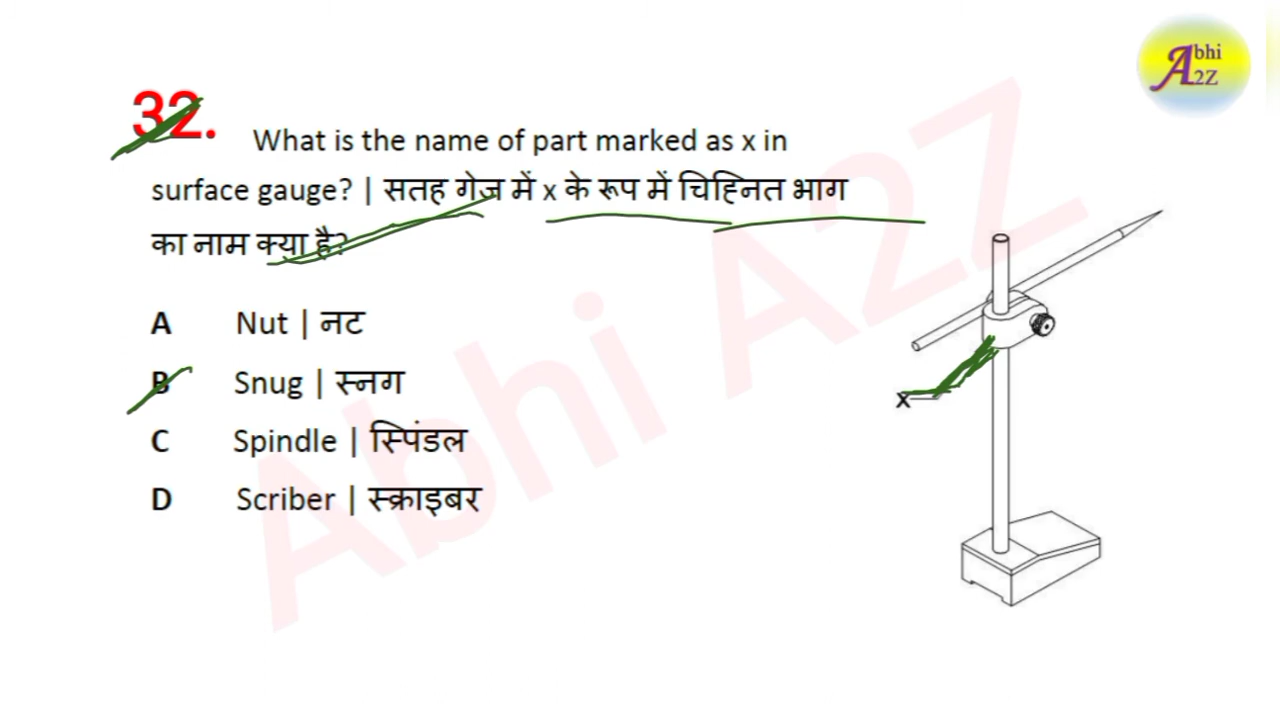 Abhi
A2Z
32. What is the name of part marked as x in
surface gauge? | सतह गेज में x के रूप में चिह्नित भाग
का नाम क्या है?
A Nut | नट
B Snug | स्नग
C Spindle | स्पिंडल
D Scriber | स्क्राइबर
x
Abhi A2Z